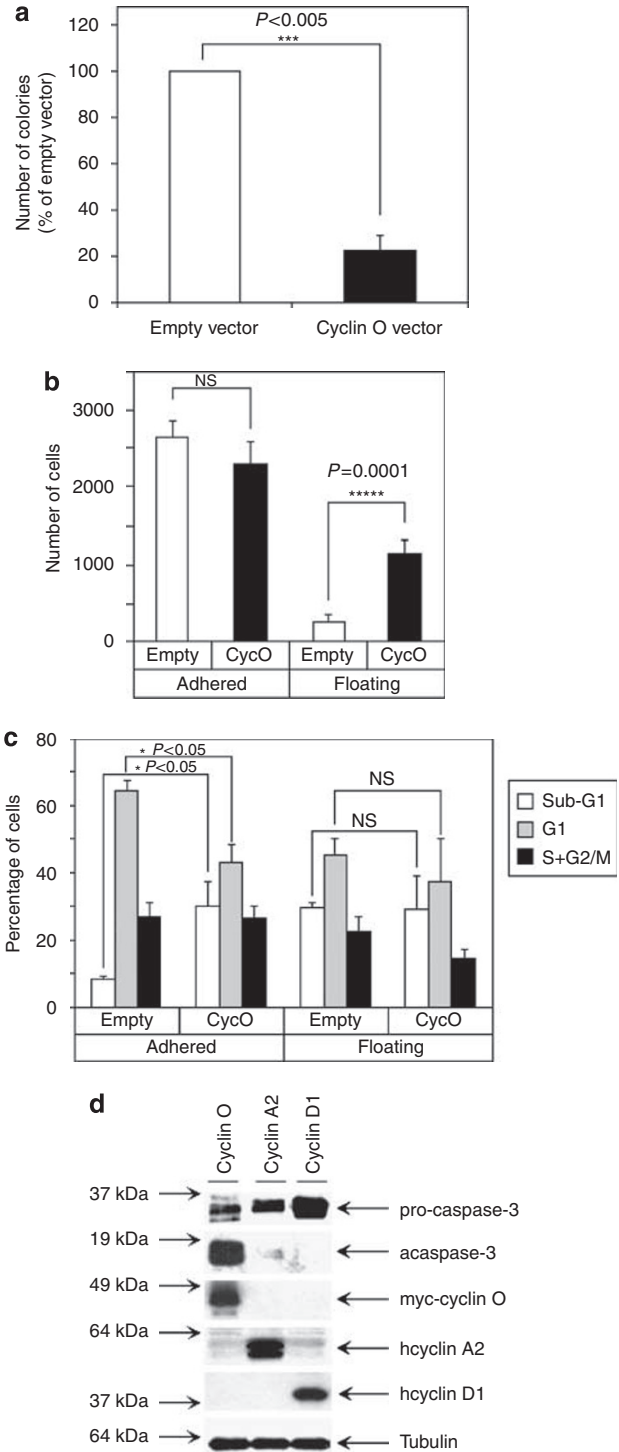 a
120
100
80
60
40
20
0
Number of colories
(% of empty vector)
P<0.005
***
Empty vector
Cyclin O vector
b
3000
2000
1000
0
Number of cells
NS
P=0.0001
*****
Empty
CycO
Empty
CycO
Adhered
Floating
c
80
60
40
20
0
Percentage of cells
* P<0.05
* P<0.05
NS
NS
Sub-G1
G1
S+G2/M
Empty
CycO
Empty
CycO
Adhered
Floating
d
Cyclin O
Cyclin A2
Cyclin D1
37 kDa
pro-caspase-3
19 kDa
acaspase-3
49 kDa
myc-cyclin O
64 kDa
hcyclin A2
hcyclin D1
37 kDa
64 kDa
Tubulin